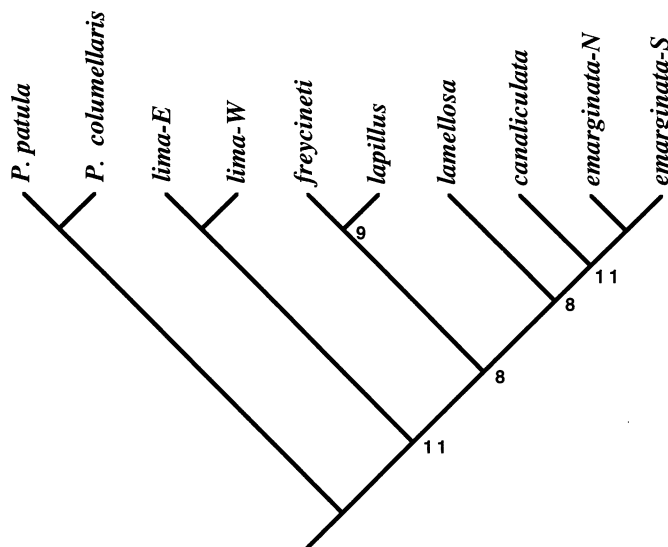 P. patula
P. columellaris
lima-E
lima-W
freycineti
lapillus
lamellosa
canaliculata
emarginata-N
emarginata-S
9
11
8
8
11